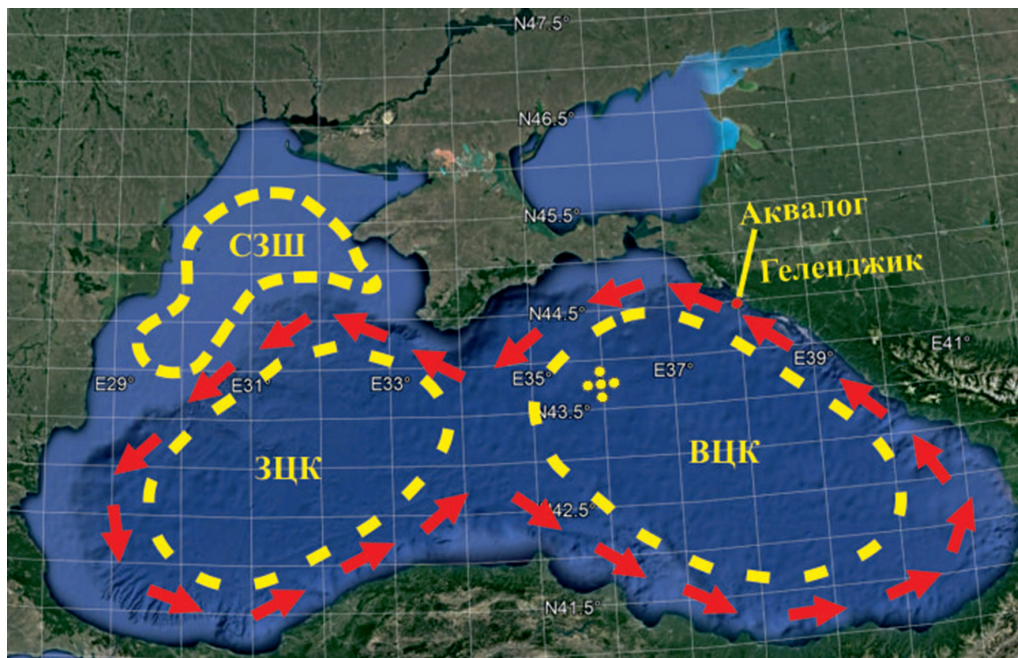 N47.5°
N46.5°
N45.5°
Аквалог
СЗШ
Геленджик
N44.5°
E29°
E31°
E33°
E35°
E37°
E39°
E41°
N43.5°
ЗЦК
ВЦК
N42.5°
N41.5°